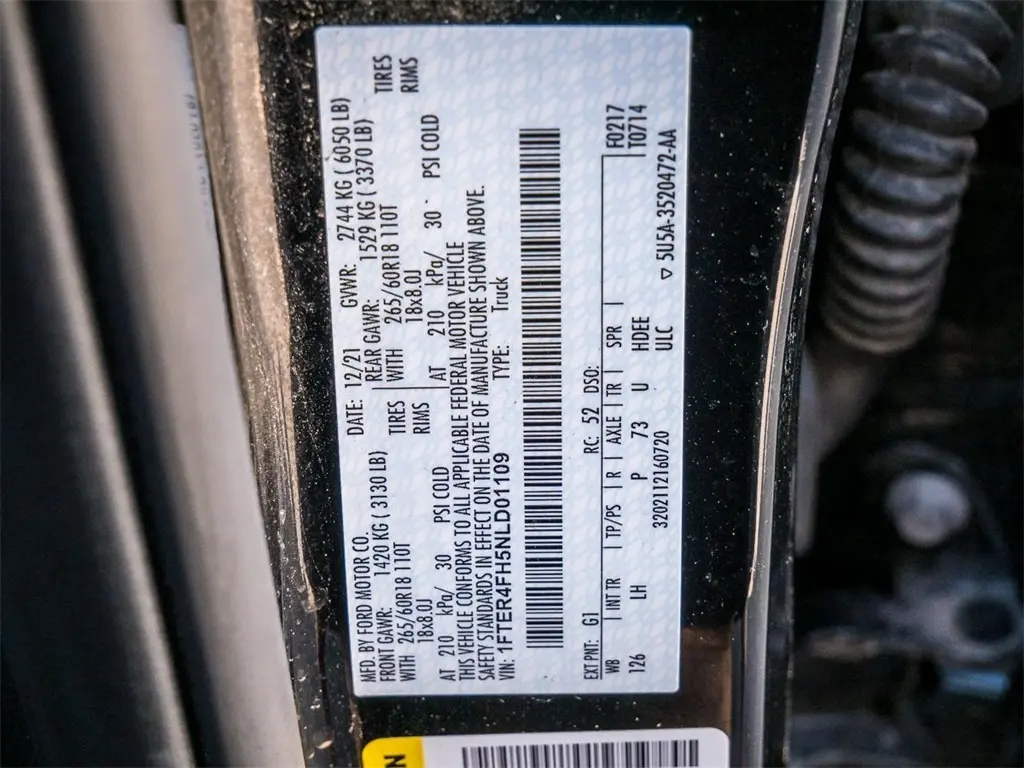 MFD. BY FORD MOTOR CO. DATE: 12/21 GVWR: 2744 KG ( 6050 LB)
FRONT GAWR: 1420 KG ( 3130 LB) REAR GAWR: 1529 KG ( 3370 LB)
WITH 265/60R18 110T TIRES WITH 265/60R18 110T TIRES
18x8.0J RIMS 18x8.0J RIMS
AT 210 kPa/ 30 PSI COLD AT 210 kPa/ 30 PSI COLD
THIS VEHICLE CONFORMS TO ALL APPLICABLE FEDERAL MOTOR VEHICLE
SAFETY STANDARDS IN EFFECT ON THE DATE OF MANUFACTURE SHOWN ABOVE.
VIN: 1FTER4FH5NLD01109 TYPE: Truck
EXT PNT: G1 RC: 52 DSO: F0217
WB INT TR TP/PS R AXLE TR SPR T0714
126 LH P 73 U HDEE
3202112160720 ULC ▽ 5U5A-3520472-AA